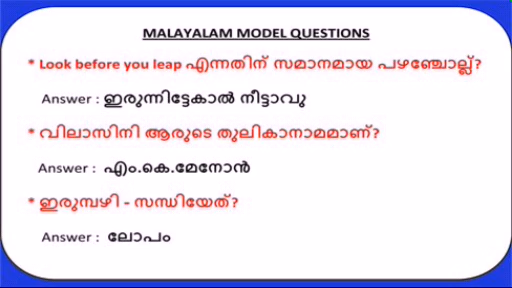 MALAYALAM MODEL QUESTIONS
* Look before you leap എന്നതിന് സമാനമായ പഴഞ്ചോല്ല്?
Answer : ഇരുന്നിട്ടേകാൽ നീട്ടാവു
* വിലാസിനി ആരുടെ തൂലികാനാമമാണ്?
Answer : എം.കെ.മേനോൻ
* ഇരുമ്പഴി - സന്ധിയേത്?
Answer : ലോപം